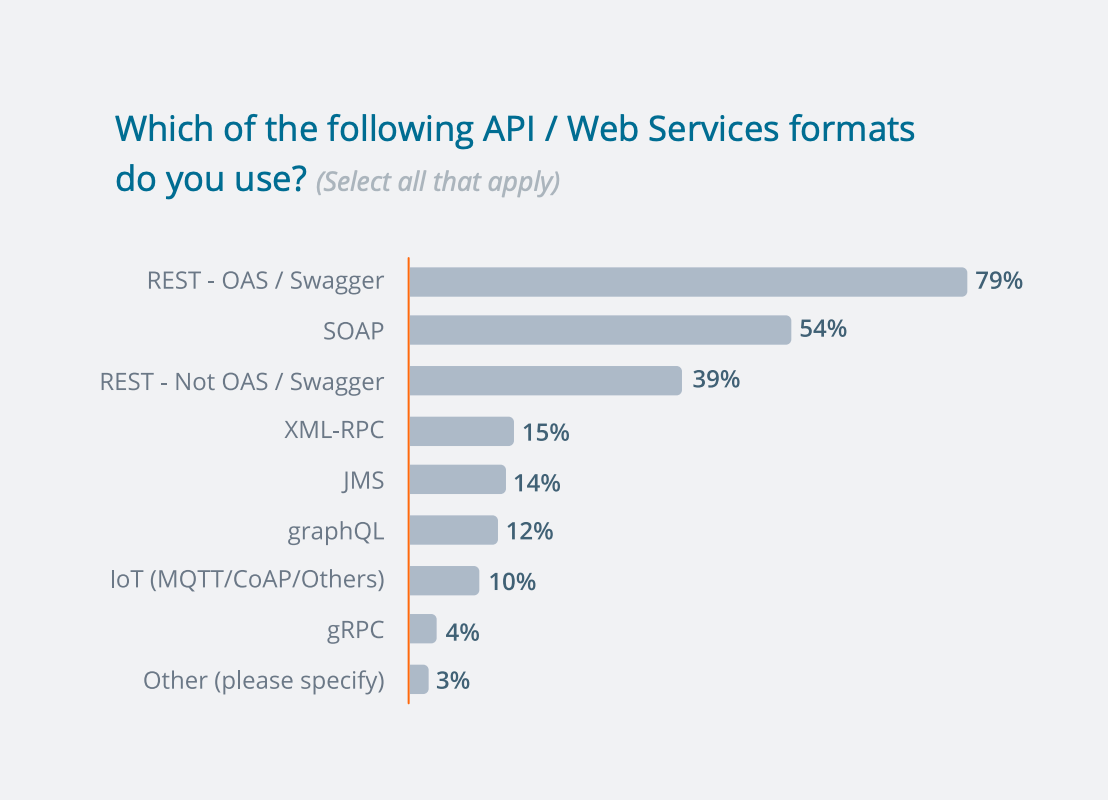 Which of the following API / Web Services formats
do you use? (Select all that apply)
REST - OAS / Swagger 79%
SOAP 54%
REST - Not OAS / Swagger 39%
XML-RPC 15%
JMS 14%
graphQL 12%
IoT (MQTT/CoAP/Others) 10%
gRPC 4%
Other (please specify) 3%